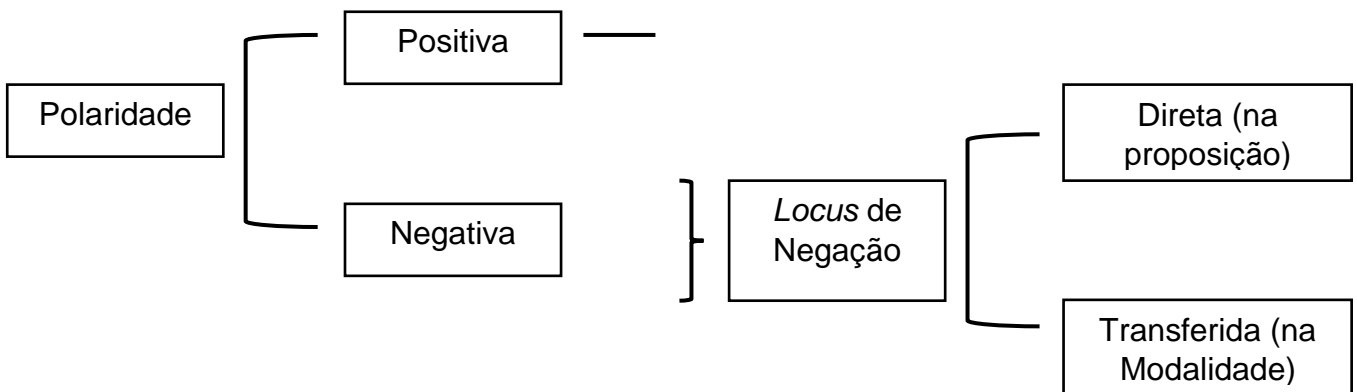 Positiva
Polaridade
Direta (na
proposição)
Negativa
Locus de
Negação
Transferida (na
Modalidade)